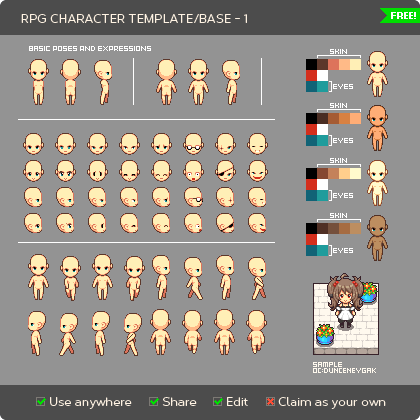 RPG CHARACTER TEMPLATE/BASE - 1
FREE!
BASIC POSES AND EXPRESSIONS
SKIN
EYES
SKIN
EYES
SKIN
EYES
SKIN
EYES
SAMPLE
OC:DUNCENEVGAK
Use anywhere
Share
Edit
Claim as your own